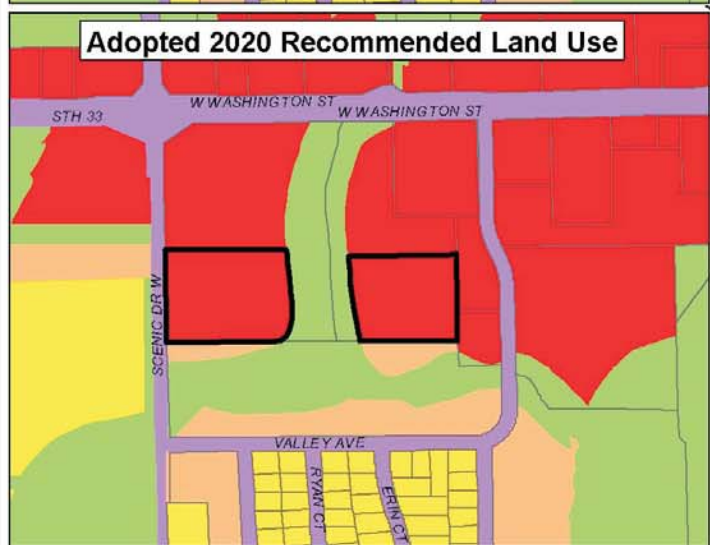 Adopted 2020 Recommended Land Use
W WASHINGTON ST
W WASHINGTON ST
STH 33
SCENIC DR W
VALLEY AVE
RYAN CT
ERIN CT